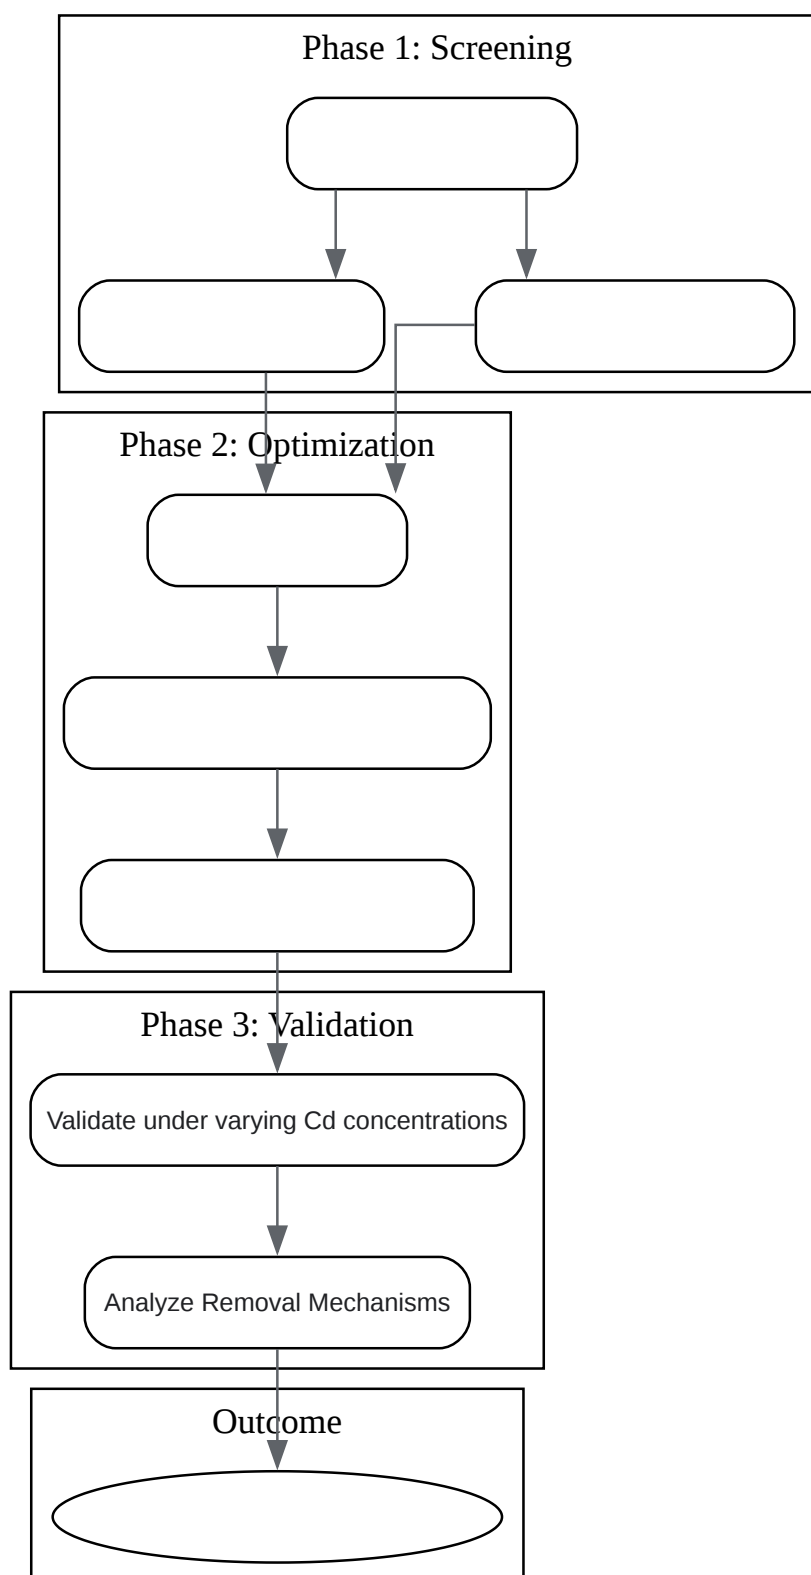 Phase 1: Screening
Phase 2: Optimization
Phase 3: Validation
Validate under varying Cd concentrations
Analyze Removal Mechanisms
Outcome